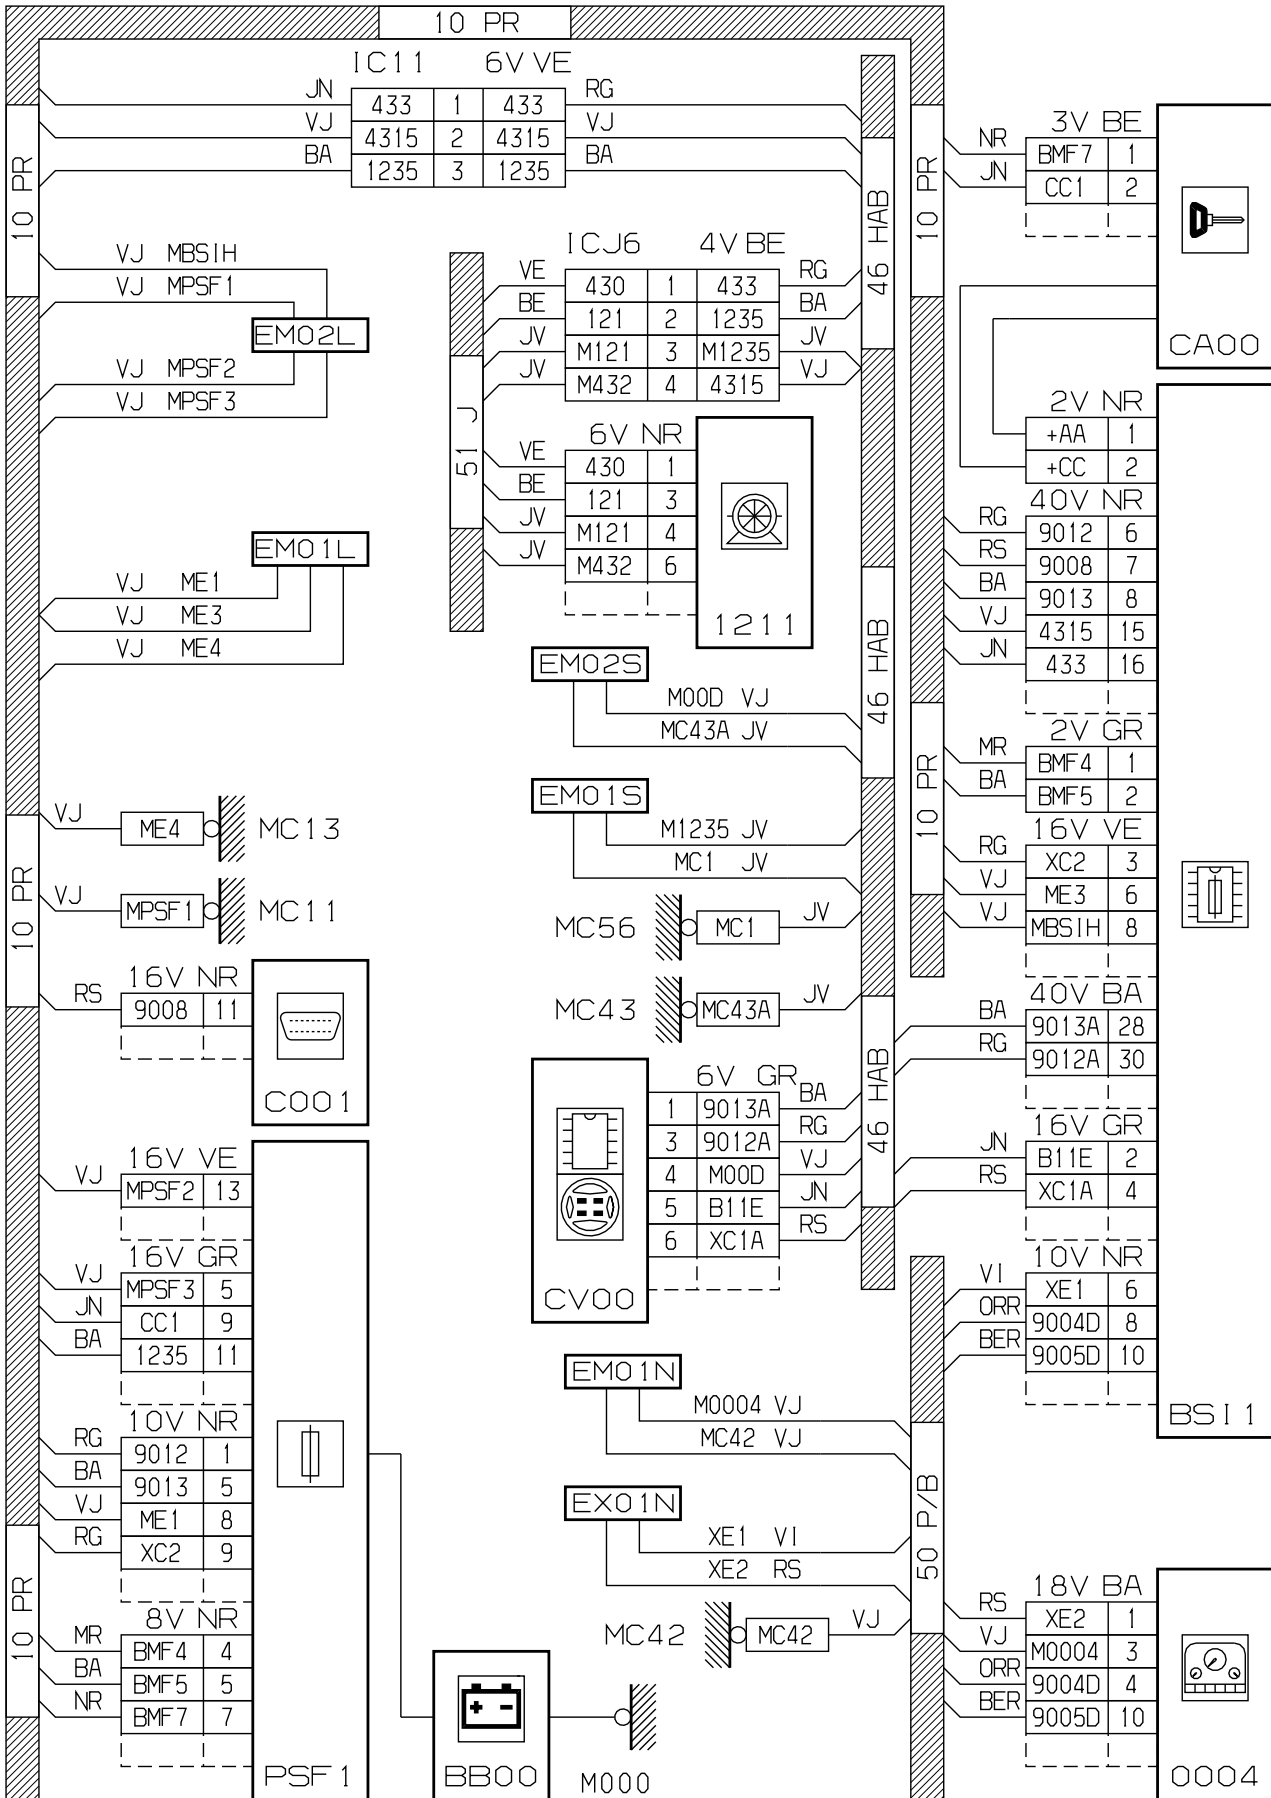 10 PR
IC11 6V VE
JN 433 1 433 RG
VJ 4315 2 4315 VJ
BA 1235 3 1235 BA
10 PR
46 HAB
10 PR
3V BE
NR BMF7 1
JN CC1 2
CA00
VJ MBSIH
VJ MPSF1
EM02L
VJ MPSF2
VJ MPSF3
ICJ6 4V BE
VE 430 1 433 RG
BE 121 2 1235 BA
JV M121 3 M1235 JV
JV M432 4 4315 VJ
51 J
6V NR
VE 430 1
BE 121 3
JV M121 4
JV M432 6
1211
2V NR
+AA 1
+CC 2
40V NR
RG 9012 6
RS 9008 7
BA 9013 8
VJ 4315 15
JN 433 16
EM01L
VJ ME1
VJ ME3
VJ ME4
EM02S
M00D VJ
MC43A JV
46 HAB
10 PR
2V GR
MR BMF4 1
BA BMF5 2
16V VE
RG XC2 3
VJ ME3 6
VJ MBSIH 8
EM01S
M1235 JV
MC1 JV
VJ ME4 MC13
10 PR
VJ MPSF1 MC11
MC56 MC1 JV
MC43 MC43A JV
16V NR
RS 9008 11
C001
46 HAB
40V BA
BA 9013A 28
RG 9012A 30
16V GR
JN B11E 2
RS XC1A 4
6V GR
1 9013A BA
3 9012A RG
4 M00D VJ
5 B11E JN
6 XC1A RS
CV00
16V VE
VJ MPSF2 13
16V GR
VJ MPSF3 5
JN CC1 9
BA 1235 11
10V NR
RG 9012 1
BA 9013 5
VJ ME1 8
RG XC2 9
10 PR
8V NR
MR BMF4 4
BA BMF5 5
NR BMF7 7
PSF1
10V NR
VI XE1 6
ORR 9004D 8
BER 9005D 10
BSI1
EM01N
M0004 VJ
MC42 VJ
EX01N
XE1 VI
XE2 RS
50 P/B
MC42 MC42 VJ
18V BA
RS XE2 1
VJ M0004 3
ORR 9004D 4
BER 9005D 10
0004
+ -
BB00
M000